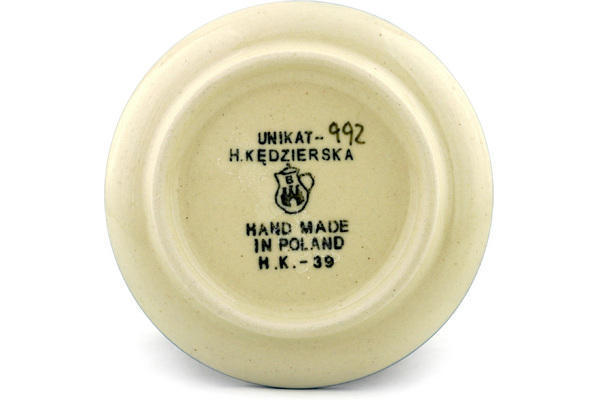 UNIKAT-- 992
H.KĘDZIERSKA
B
HAND MADE
IN POLAND
H.K.-39